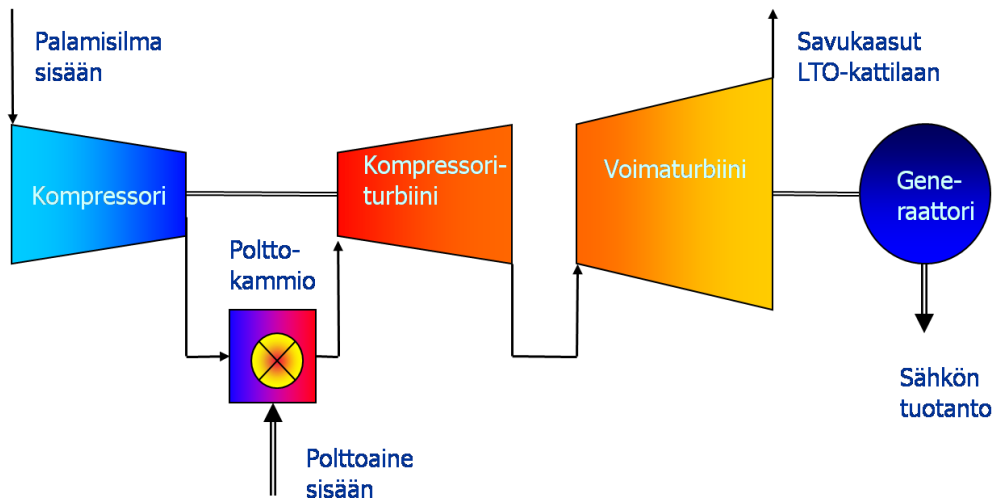 Palamisilma
sisään
Savukaasut
LTO-kattilaan
Kompressori
Kompressori-
turbiini
Voimaturbiini
Gene-
raattori
Poltto-
kammio
Sähkön
tuotanto
Polttoaine
sisään